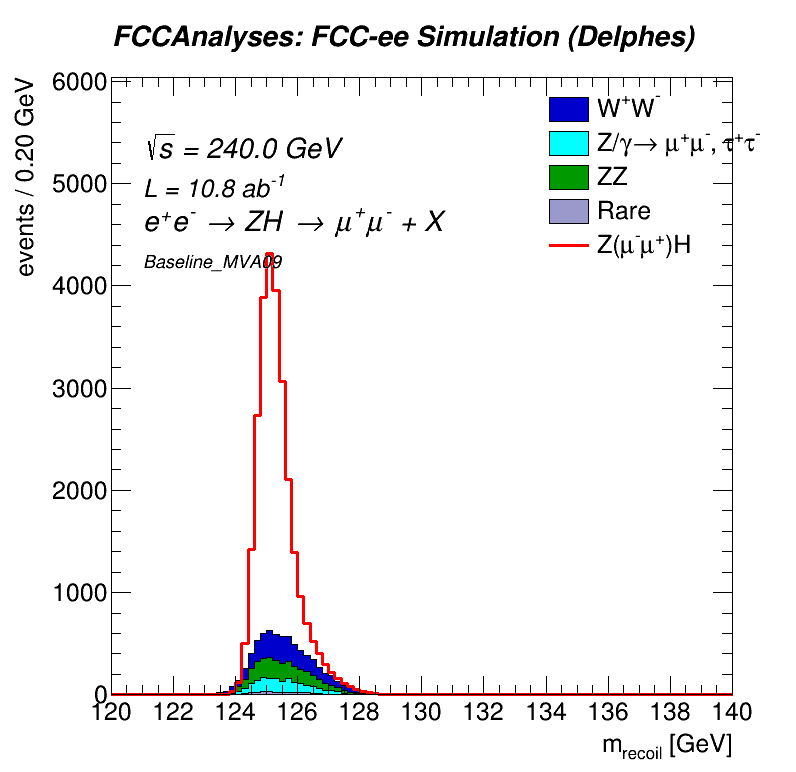 FCCAnalyses: FCC-ee Simulation (Delphes)
events / 0.20 GeV
6000
5000
4000
3000
2000
1000
0
√s = 240.0 GeV
L = 10.8 ab⁻¹
e⁺e⁻ → ZH → μ⁺μ⁻ + X
Baseline_MVA09
W⁺W⁻
Z/γ→ μ⁺μ⁻, τ⁺τ⁻
ZZ
Rare
Z(μ⁻μ⁺)H
120 122 124 126 128 130 132 134 136 138 140
m_recoil [GeV]